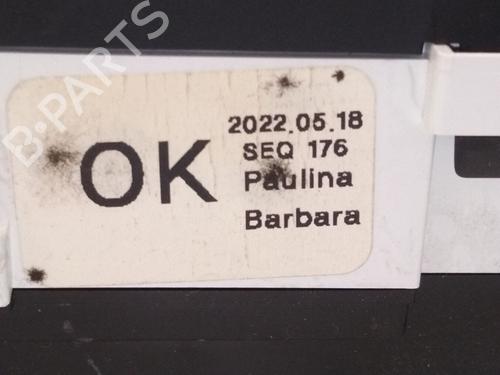 B-PARTS
OK
2022.05.18
SEQ 176
Paulina
Barbara